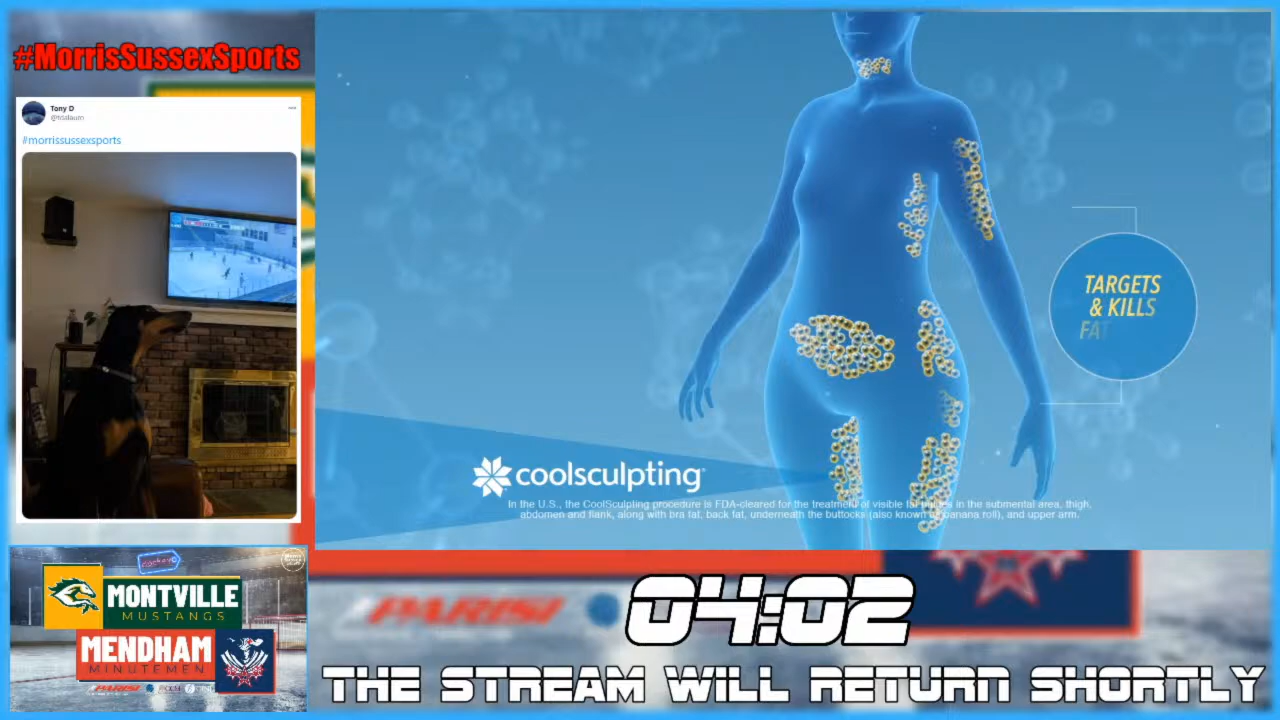 #MorrisSussexSports
Tony D
#morrissussexsports
TARGETS
& KILLS
FAT
coolsculpting
In the U.S., the CoolSculpting procedure is FDA-cleared for the treatment of visible fat bulges in the submental area, thigh,
abdomen and flank, along with bra fat, back fat, underneath the buttocks (also known as banana roll), and upper arm.
MONTVILLE
MUSTANGS
MENDHAM
MINUTEMEN
PARISI
PARISI
04:02
THE STREAM WILL RETURN SHORTLY